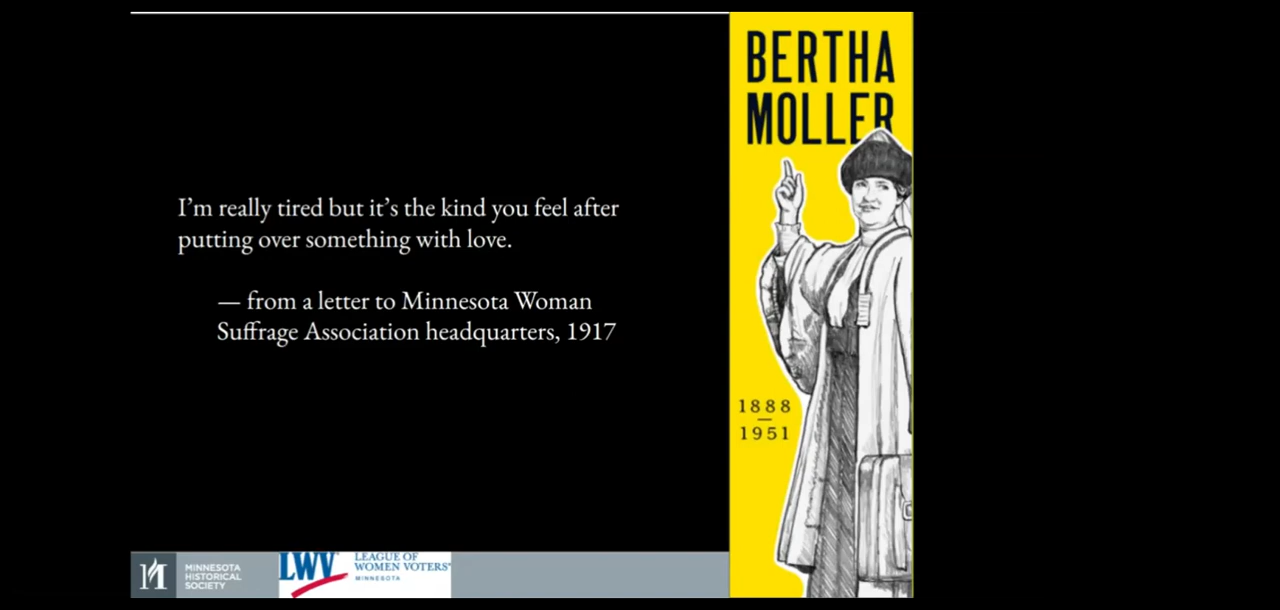 I’m really tired but it’s the kind you feel after
putting over something with love.
— from a letter to Minnesota Woman
Suffrage Association headquarters, 1917
BERTHA
MOLLER
1888
—
1951
MINNESOTA
HISTORICAL
SOCIETY
LWV
LEAGUE OF
WOMEN VOTERS®
MINNESOTA